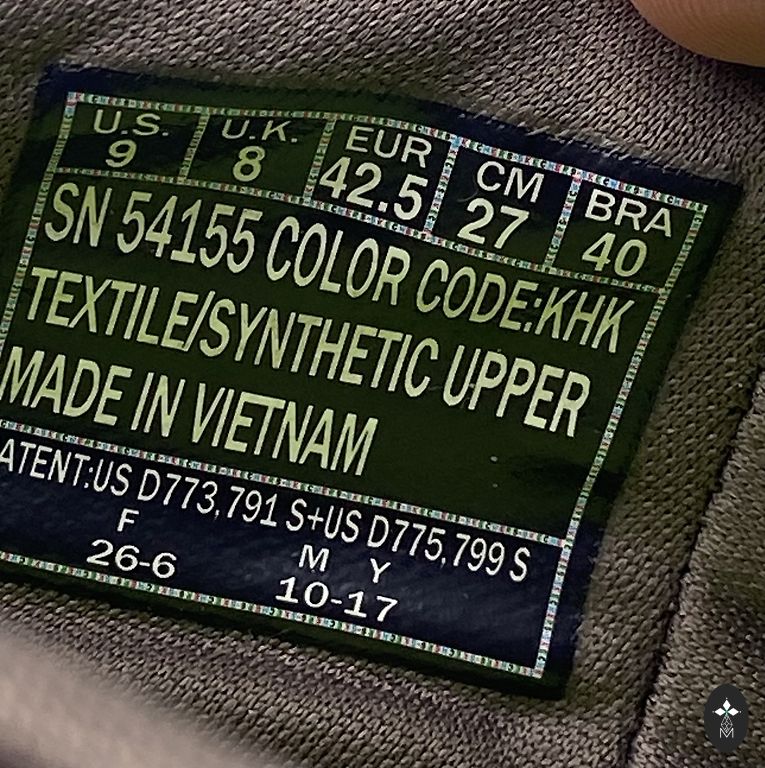 U.S. U.K. EUR CM BRA
9 8 42.5 27 40
SN 54155 COLOR CODE:KHK
TEXTILE/SYNTHETIC UPPER
MADE IN VIETNAM
ATENT:US D773,791 S+US D775,799 S
F M Y
26-6 10-17
M